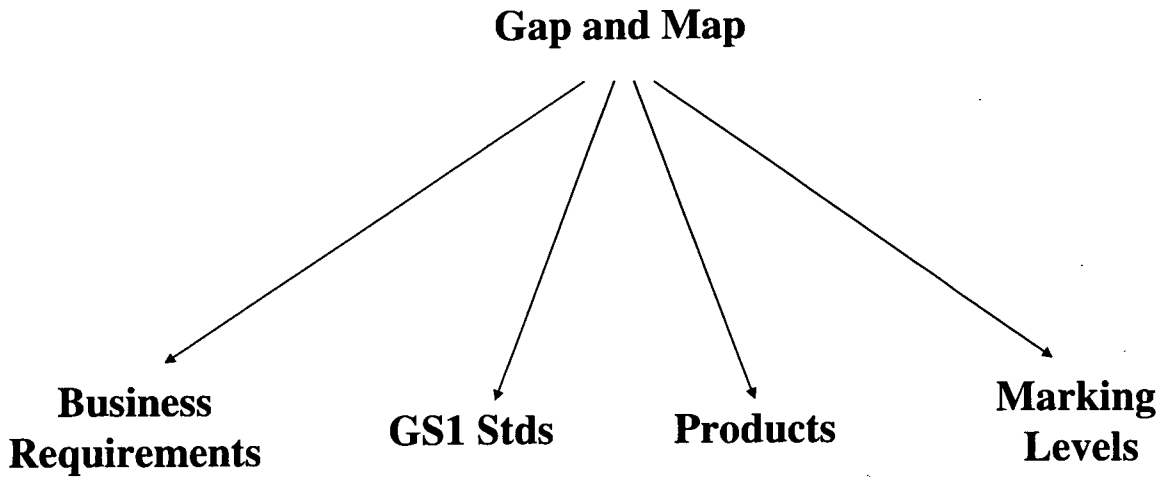 Gap and Map
Business
Requirements
GS1 Stds
Products
Marking
Levels